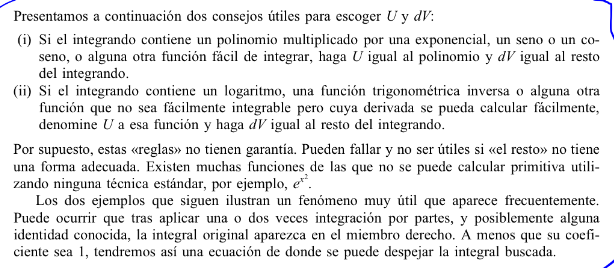 Presentamos a continuación dos consejos útiles para escoger U y dV:
(i) Si el integrando contiene un polinomio multiplicado por una exponencial, un seno o un co-
seno, o alguna otra función fácil de integrar, haga U igual al polinomio y dV igual al resto
del integrando.
(ii) Si el integrando contiene un logaritmo, una función trigonométrica inversa o alguna otra
función que no sea fácilmente integrable pero cuya derivada se pueda calcular fácilmente,
denomine U a esa función y haga dV igual al resto del integrando.
Por supuesto, estas «reglas» no tienen garantía. Pueden fallar y no ser útiles si «el resto» no tiene
una forma adecuada. Existen muchas funciones de las que no se puede calcular primitiva utili-
zando ninguna técnica estándar, por ejemplo, eˣ².
Los dos ejemplos que siguen ilustran un fenómeno muy útil que aparece frecuentemente.
Puede ocurrir que tras aplicar una o dos veces integración por partes, y posiblemente alguna
identidad conocida, la integral original aparezca en el miembro derecho. A menos que su coefi-
ciente sea 1, tendremos así una ecuación de donde se puede despejar la integral buscada.